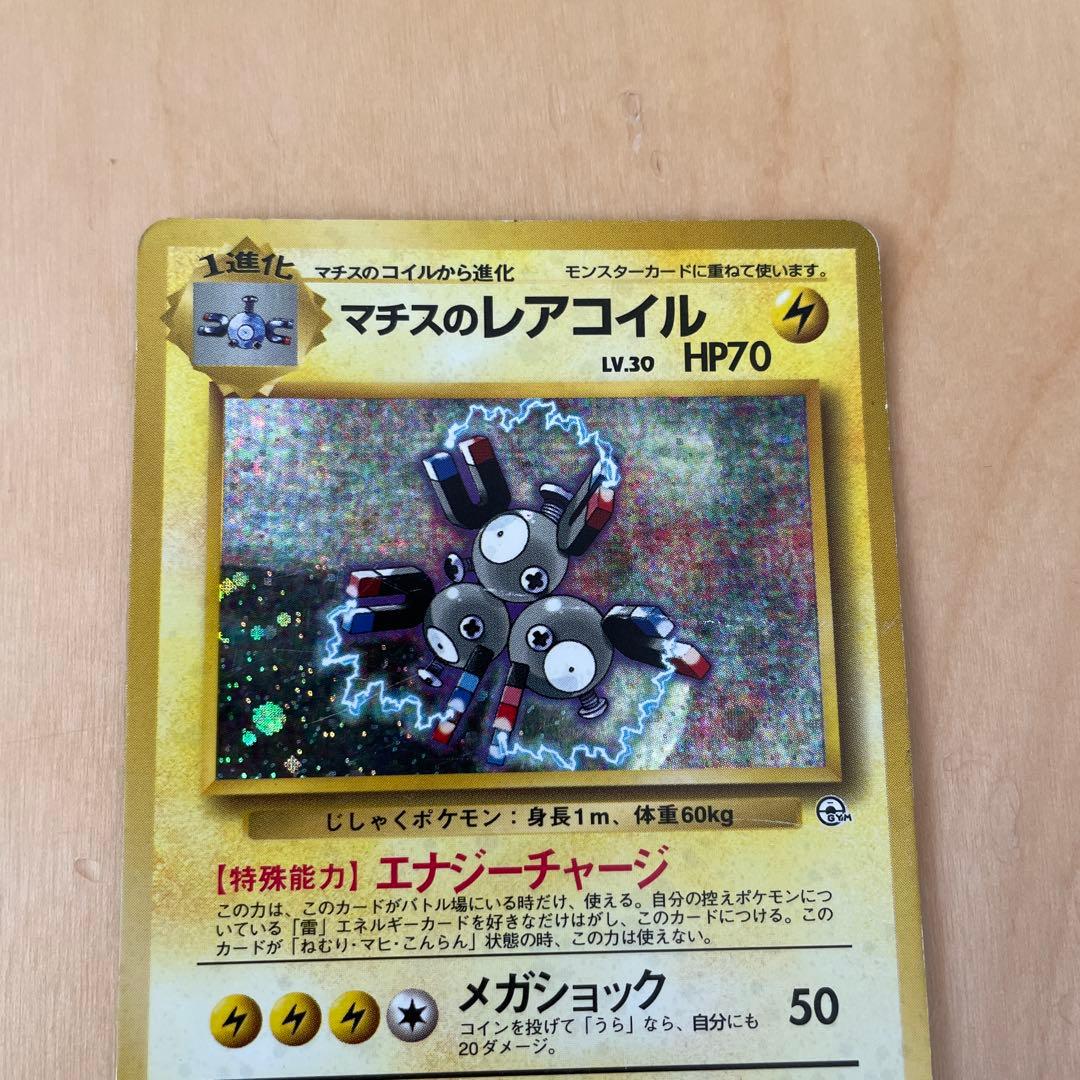 1進化
マチスのコイルから進化 モンスターカードに重ねて使います。
マチスのレアコイル
LV.30 HP70
じしゃくポケモン：身長1m、体重60kg
GYM
【特殊能力】 エナジーチャージ
この力は、このカードがバトル場にいる時だけ、使える。自分の控えポケモンにつ
いている「雷」エネルギーカードを好きなだけはがし、このカードにつける。この
カードが「ねむり・マヒ・こんらん」状態の時、この力は使えない。
メガショック 50
コインを投げて「うら」なら、自分にも
20ダメージ。